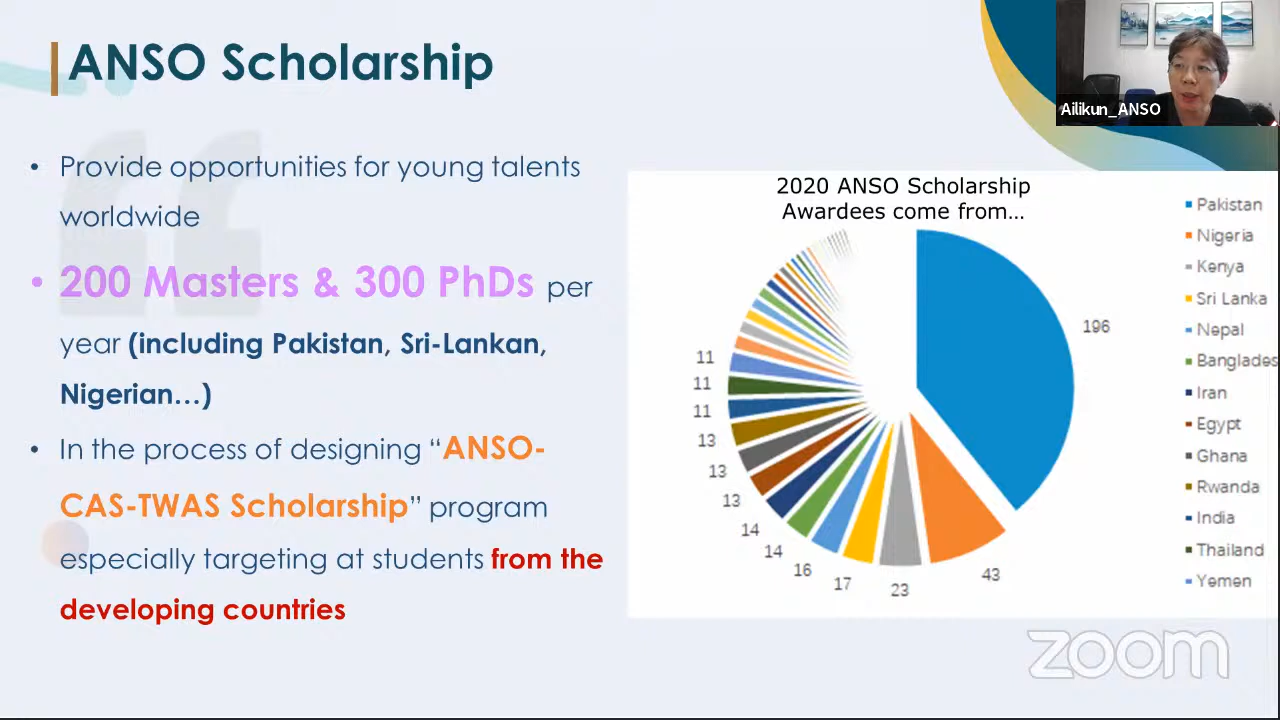 ANSO Scholarship
Ailikun_ANSO
• Provide opportunities for young talents
worldwide
• 200 Masters & 300 PhDs per
year (including Pakistan, Sri-Lankan,
Nigerian…)
• In the process of designing “ANSO-
CAS-TWAS Scholarship” program
especially targeting at students from the
developing countries
2020 ANSO Scholarship
Awardees come from…
196
43
23
17
16
14
14
13
13
13
11
11
11
Pakistan
Nigeria
Kenya
Sri Lanka
Nepal
Banglades
Iran
Egypt
Ghana
Rwanda
India
Thailand
Yemen
zoom